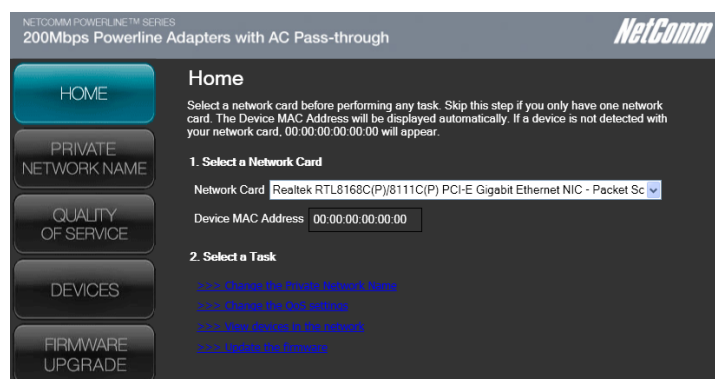 NETCOMM POWERLINE™ SERIES
200Mbps Powerline Adapters with AC Pass-through
NetComm
HOME
PRIVATE
NETWORK NAME
QUALITY
OF SERVICE
DEVICES
FIRMWARE
UPGRADE
Home
Select a network card before performing any task. Skip this step if you only have one network
card. The Device MAC Address will be displayed automatically. If a device is not detected with
your network card, 00:00:00:00:00:00 will appear.
1. Select a Network Card
Network Card Realtek RTL8168C(P)/8111C(P) PCI-E Gigabit Ethernet NIC - Packet Sc
Device MAC Address 00:00:00:00:00:00
2. Select a Task
>>> Change the Private Network Name
>>> Change the QoS settings
>>> View devices in the network
>>> Update the firmware